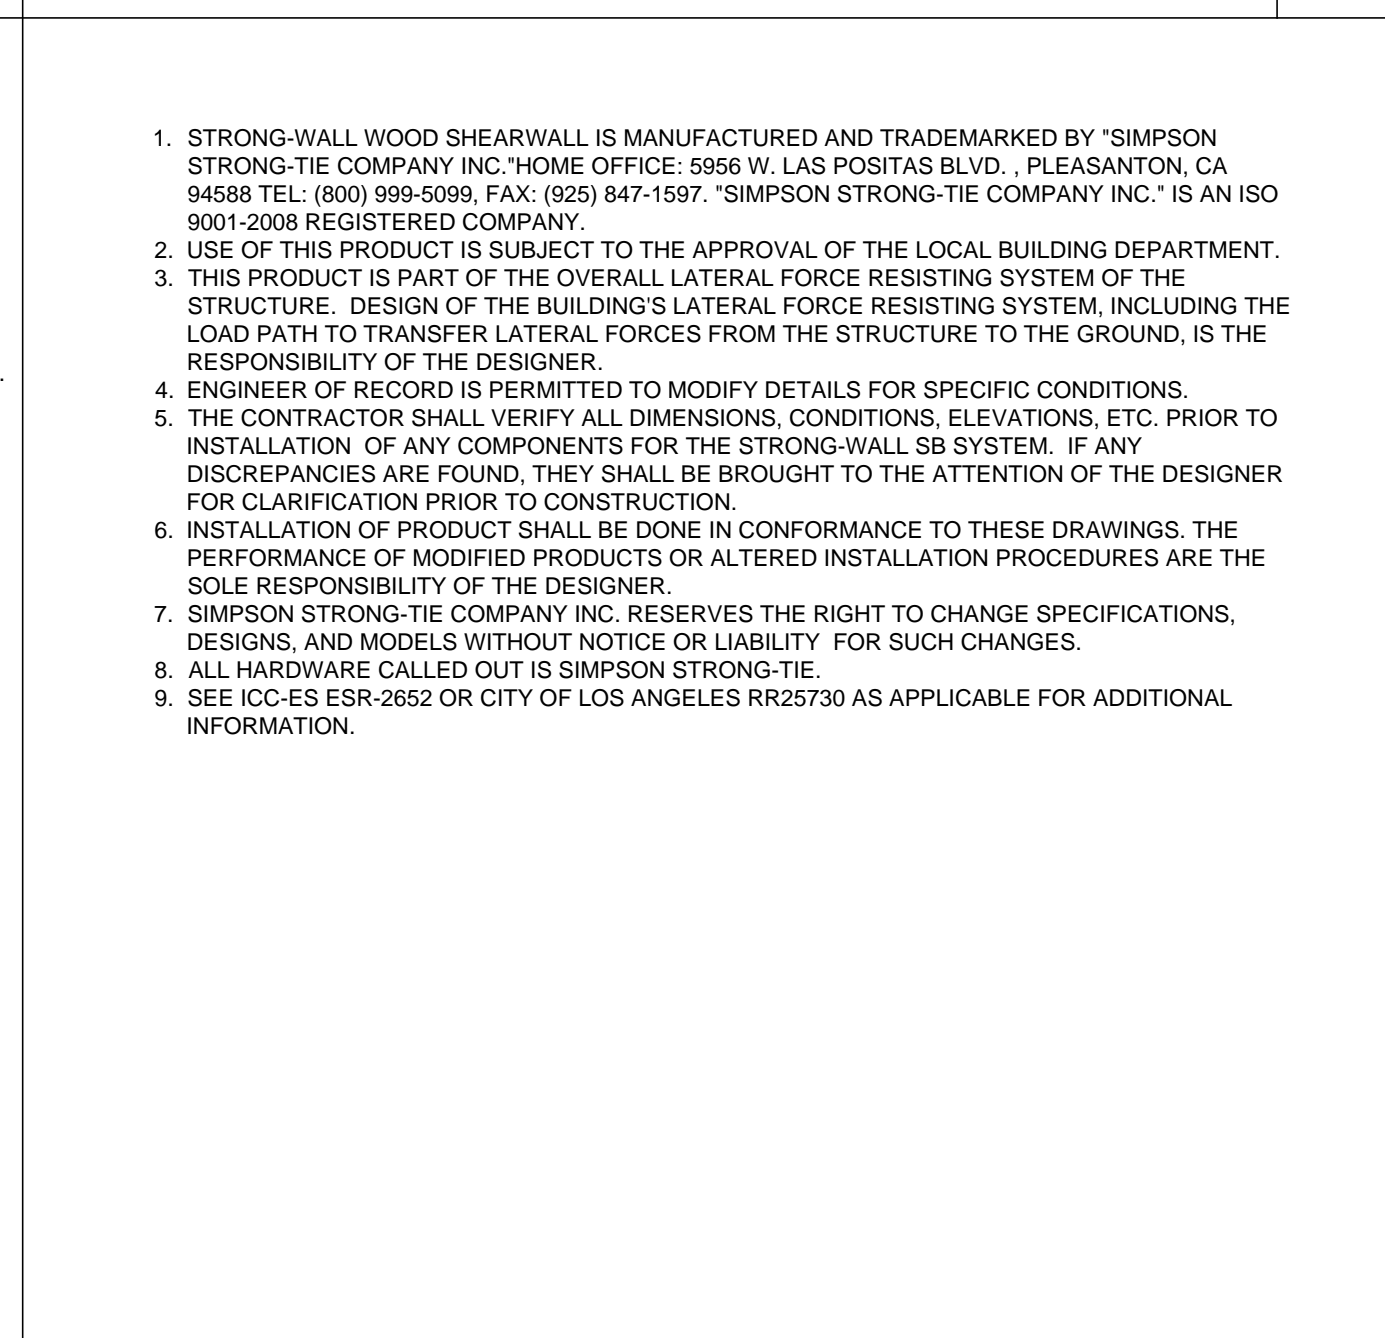 1. STRONG-WALL WOOD SHEARWALL IS MANUFACTURED AND TRADEMARKED BY "SIMPSON
STRONG-TIE COMPANY INC."HOME OFFICE: 5956 W. LAS POSITAS BLVD. , PLEASANTON, CA
94588 TEL: (800) 999-5099, FAX: (925) 847-1597. "SIMPSON STRONG-TIE COMPANY INC." IS AN ISO
9001-2008 REGISTERED COMPANY.
2. USE OF THIS PRODUCT IS SUBJECT TO THE APPROVAL OF THE LOCAL BUILDING DEPARTMENT.
3. THIS PRODUCT IS PART OF THE OVERALL LATERAL FORCE RESISTING SYSTEM OF THE
STRUCTURE.  DESIGN OF THE BUILDING'S LATERAL FORCE RESISTING SYSTEM, INCLUDING THE
LOAD PATH TO TRANSFER LATERAL FORCES FROM THE STRUCTURE TO THE GROUND, IS THE
RESPONSIBILITY OF THE DESIGNER.
4. ENGINEER OF RECORD IS PERMITTED TO MODIFY DETAILS FOR SPECIFIC CONDITIONS.
5. THE CONTRACTOR SHALL VERIFY ALL DIMENSIONS, CONDITIONS, ELEVATIONS, ETC. PRIOR TO
INSTALLATION  OF ANY COMPONENTS FOR THE STRONG-WALL SB SYSTEM.  IF ANY
DISCREPANCIES ARE FOUND, THEY SHALL BE BROUGHT TO THE ATTENTION OF THE DESIGNER
FOR CLARIFICATION PRIOR TO CONSTRUCTION.
6. INSTALLATION OF PRODUCT SHALL BE DONE IN CONFORMANCE TO THESE DRAWINGS. THE
PERFORMANCE OF MODIFIED PRODUCTS OR ALTERED INSTALLATION PROCEDURES ARE THE
SOLE RESPONSIBILITY OF THE DESIGNER.
7. SIMPSON STRONG-TIE COMPANY INC. RESERVES THE RIGHT TO CHANGE SPECIFICATIONS,
DESIGNS, AND MODELS WITHOUT NOTICE OR LIABILITY  FOR SUCH CHANGES.
8. ALL HARDWARE CALLED OUT IS SIMPSON STRONG-TIE.
9. SEE ICC-ES ESR-2652 OR CITY OF LOS ANGELES RR25730 AS APPLICABLE FOR ADDITIONAL
INFORMATION.